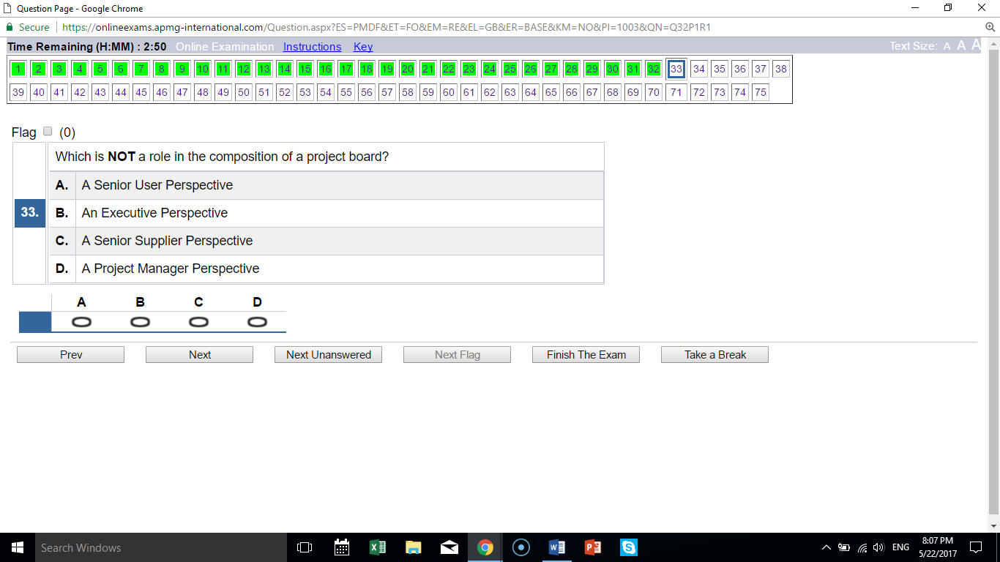 Question Page - Google Chrome
Secure https://onlineexams.apmg-international.com/Question.aspx?ES=PMDF&ET=FO&EM=RE&EL=GB&ER=BASE&KM=NO&PI=1003&QN=Q32P1R1
Time Remaining (H:MM) : 2:50 Online Examination Instructions Key Text Size: A A A
1 2 3 4 5 6 7 8 9 10 11 12 13 14 15 16 17 18 19 20 21 22 23 24 25 26 27 28 29 30 31 32 33 34 35 36 37 38
39 40 41 42 43 44 45 46 47 48 49 50 51 52 53 54 55 56 57 58 59 60 61 62 63 64 65 66 67 68 69 70 71 72 73 74 75
Flag (0)
Which is NOT a role in the composition of a project board?
A. A Senior User Perspective
33. B. An Executive Perspective
C. A Senior Supplier Perspective
D. A Project Manager Perspective
A B C D
Prev Next Next Unanswered Next Flag Finish The Exam Take a Break
Search Windows ENG 8:07 PM
5/22/2017